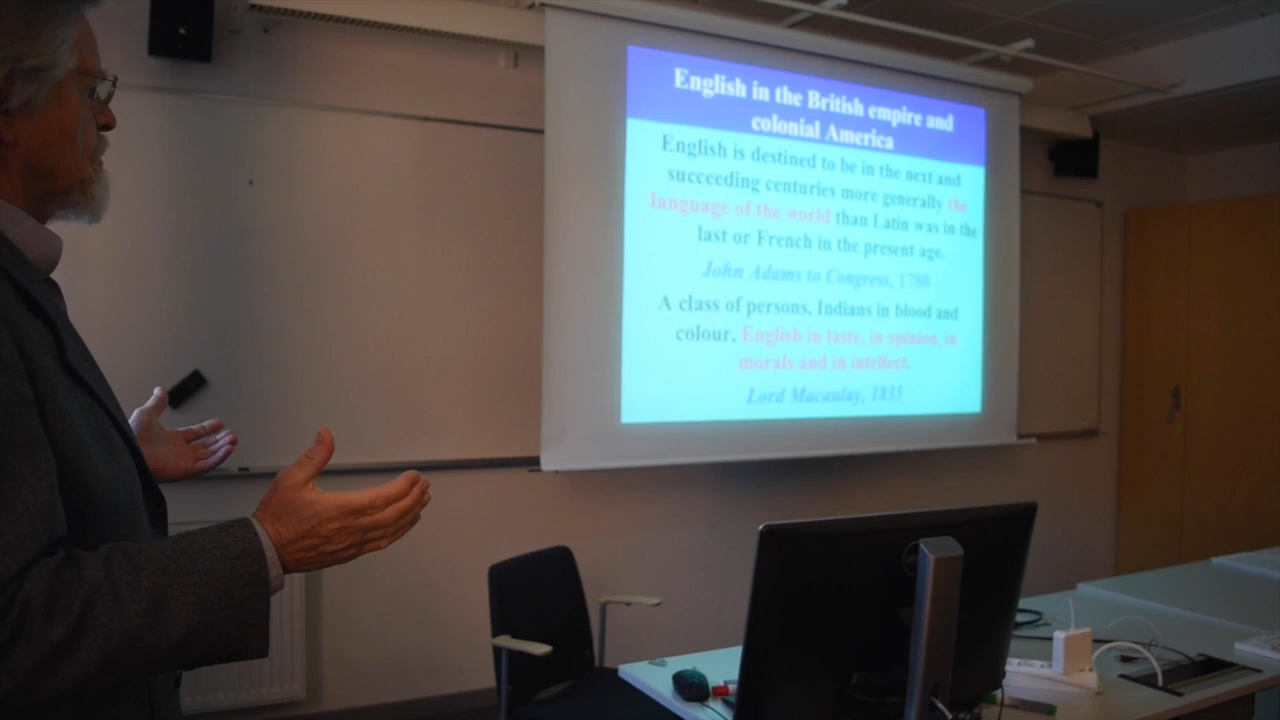 English in the British empire and
colonial America
English is destined to be in the next and
succeeding centuries more generally the
language of the world than Latin was in the
last or French in the present age.
John Adams to Congress, 1780
A class of persons, Indians in blood and
colour, English in taste, in opinion, in
morals and in intellect.
Lord Macaulay, 1835